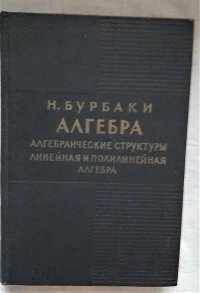 Н. БУРБАКИ
АЛГЕБРА
АЛГЕБРАИЧЕСКИЕ СТРУКТУРЫ
ЛИНЕЙНАЯ И ПОЛИЛИНЕЙНАЯ
АЛГЕБРА